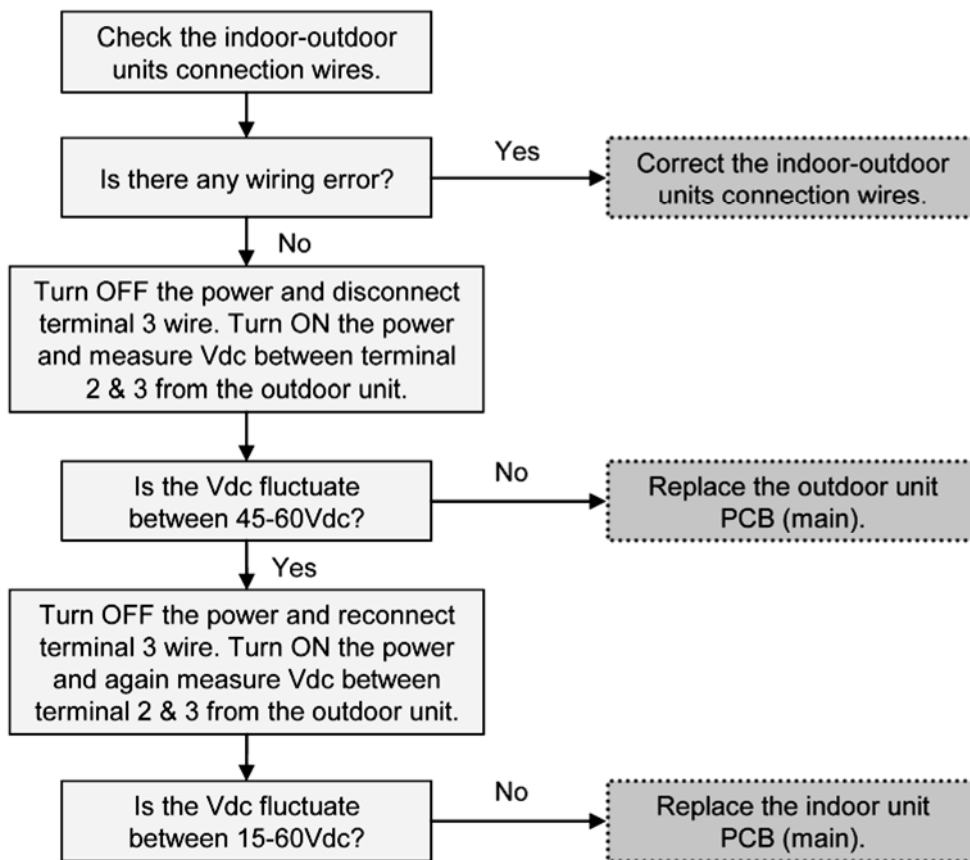 Check the indoor-outdoor
units connection wires.
Is there any wiring error?
Yes
Correct the indoor-outdoor
units connection wires.
No
Turn OFF the power and disconnect
terminal 3 wire. Turn ON the power
and measure Vdc between terminal
2 & 3 from the outdoor unit.
Is the Vdc fluctuate
between 45-60Vdc?
No
Replace the outdoor unit
PCB (main).
Yes
Turn OFF the power and reconnect
terminal 3 wire. Turn ON the power
and again measure Vdc between
terminal 2 & 3 from the outdoor unit.
Is the Vdc fluctuate
between 15-60Vdc?
No
Replace the indoor unit
PCB (main).